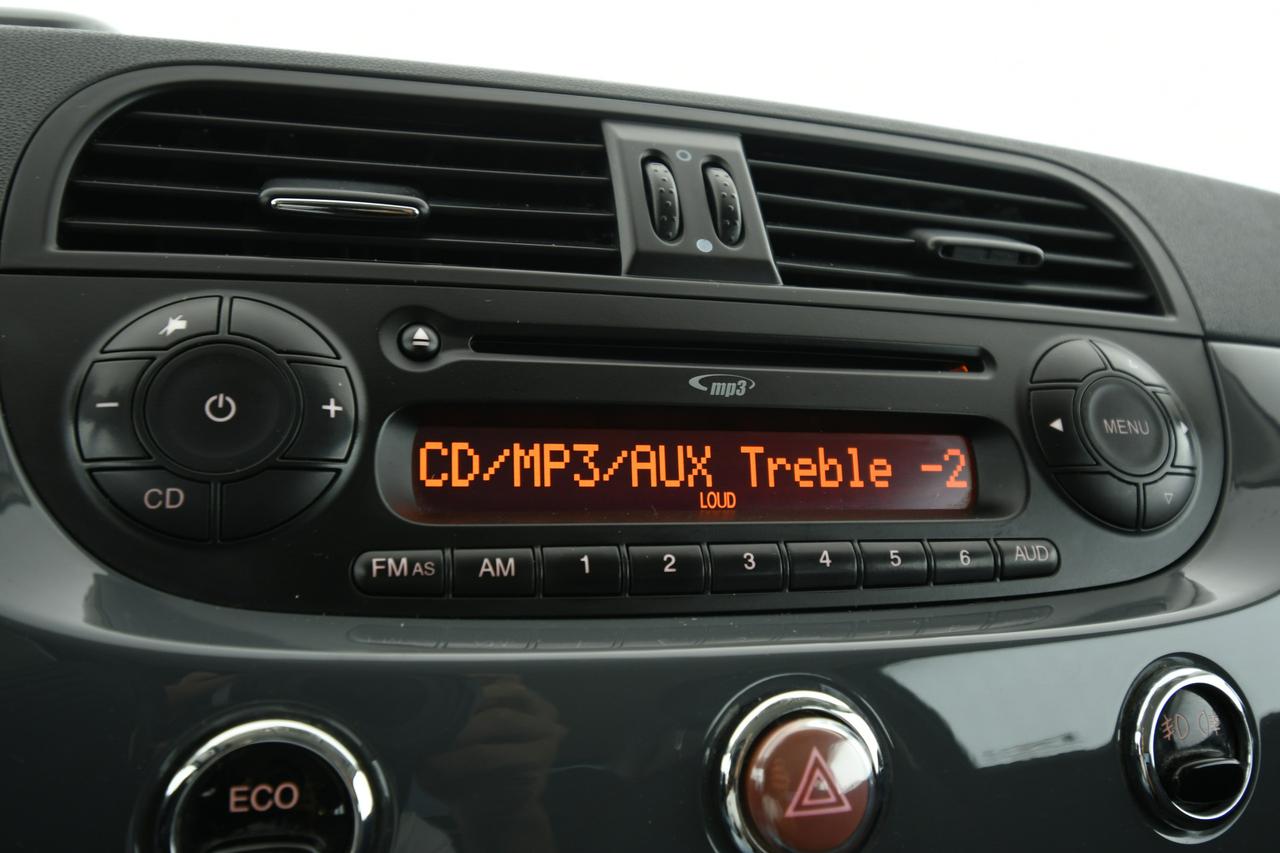 mp3
MENU
CD/MP3/AUX Treble -2
LOUD
CD
FM AS AM 1 2 3 4 5 6 AUD
ECO